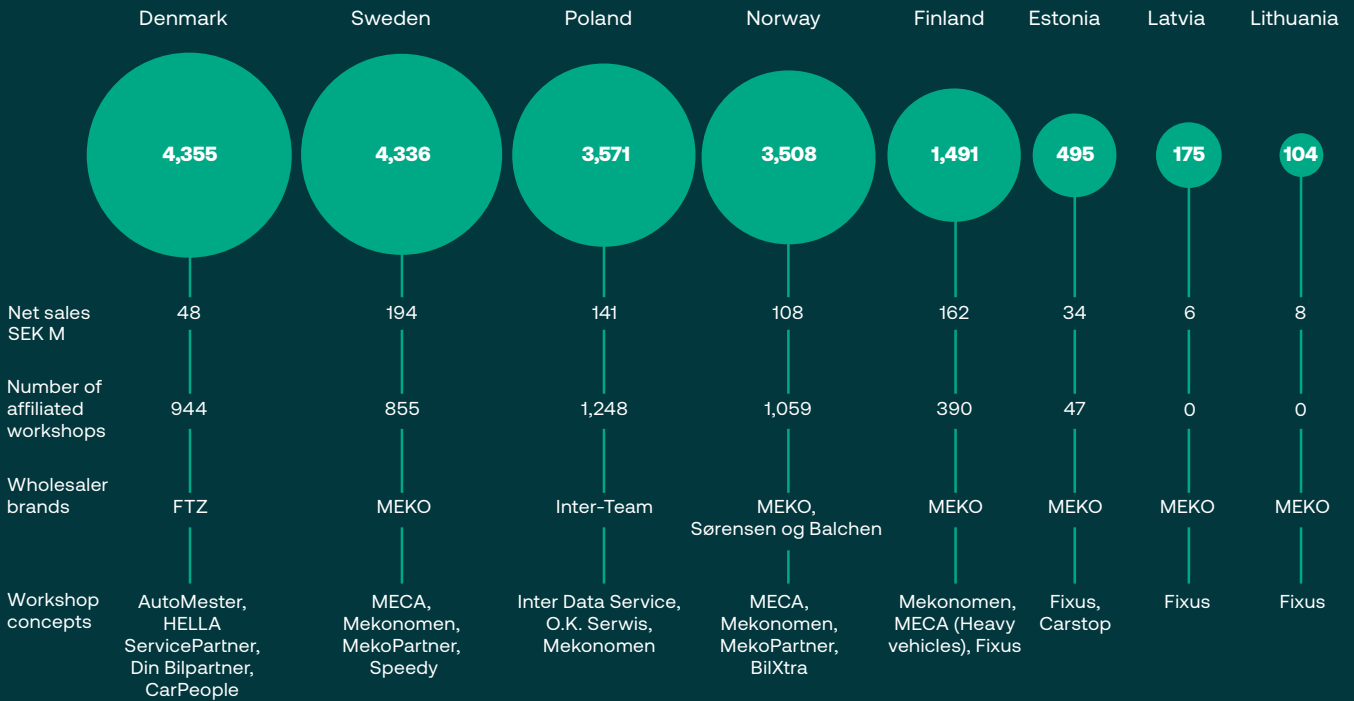 Denmark Sweden Poland Norway Finland Estonia Latvia Lithuania
4,355 4,336 3,571 3,508 1,491 495 175 104
Net sales
SEK M
48 194 141 108 162 34 6 8
Number of
affiliated
workshops
944 855 1,248 1,059 390 47 0 0
Wholesaler
brands
FTZ MEKO Inter-Team MEKO, MEKO MEKO MEKO MEKO
Sørensen og Balchen
Workshop
concepts
AutoMester,
HELLA
ServicePartner,
Din Bilpartner,
CarPeople
MECA,
Mekonomen,
MekoPartner,
Speedy
Inter Data Service,
O.K. Serwis,
Mekonomen
MECA,
Mekonomen,
MekoPartner,
BilXtra
Mekonomen,
MECA (Heavy
vehicles), Fixus
Fixus,
Carstop
Fixus
Fixus